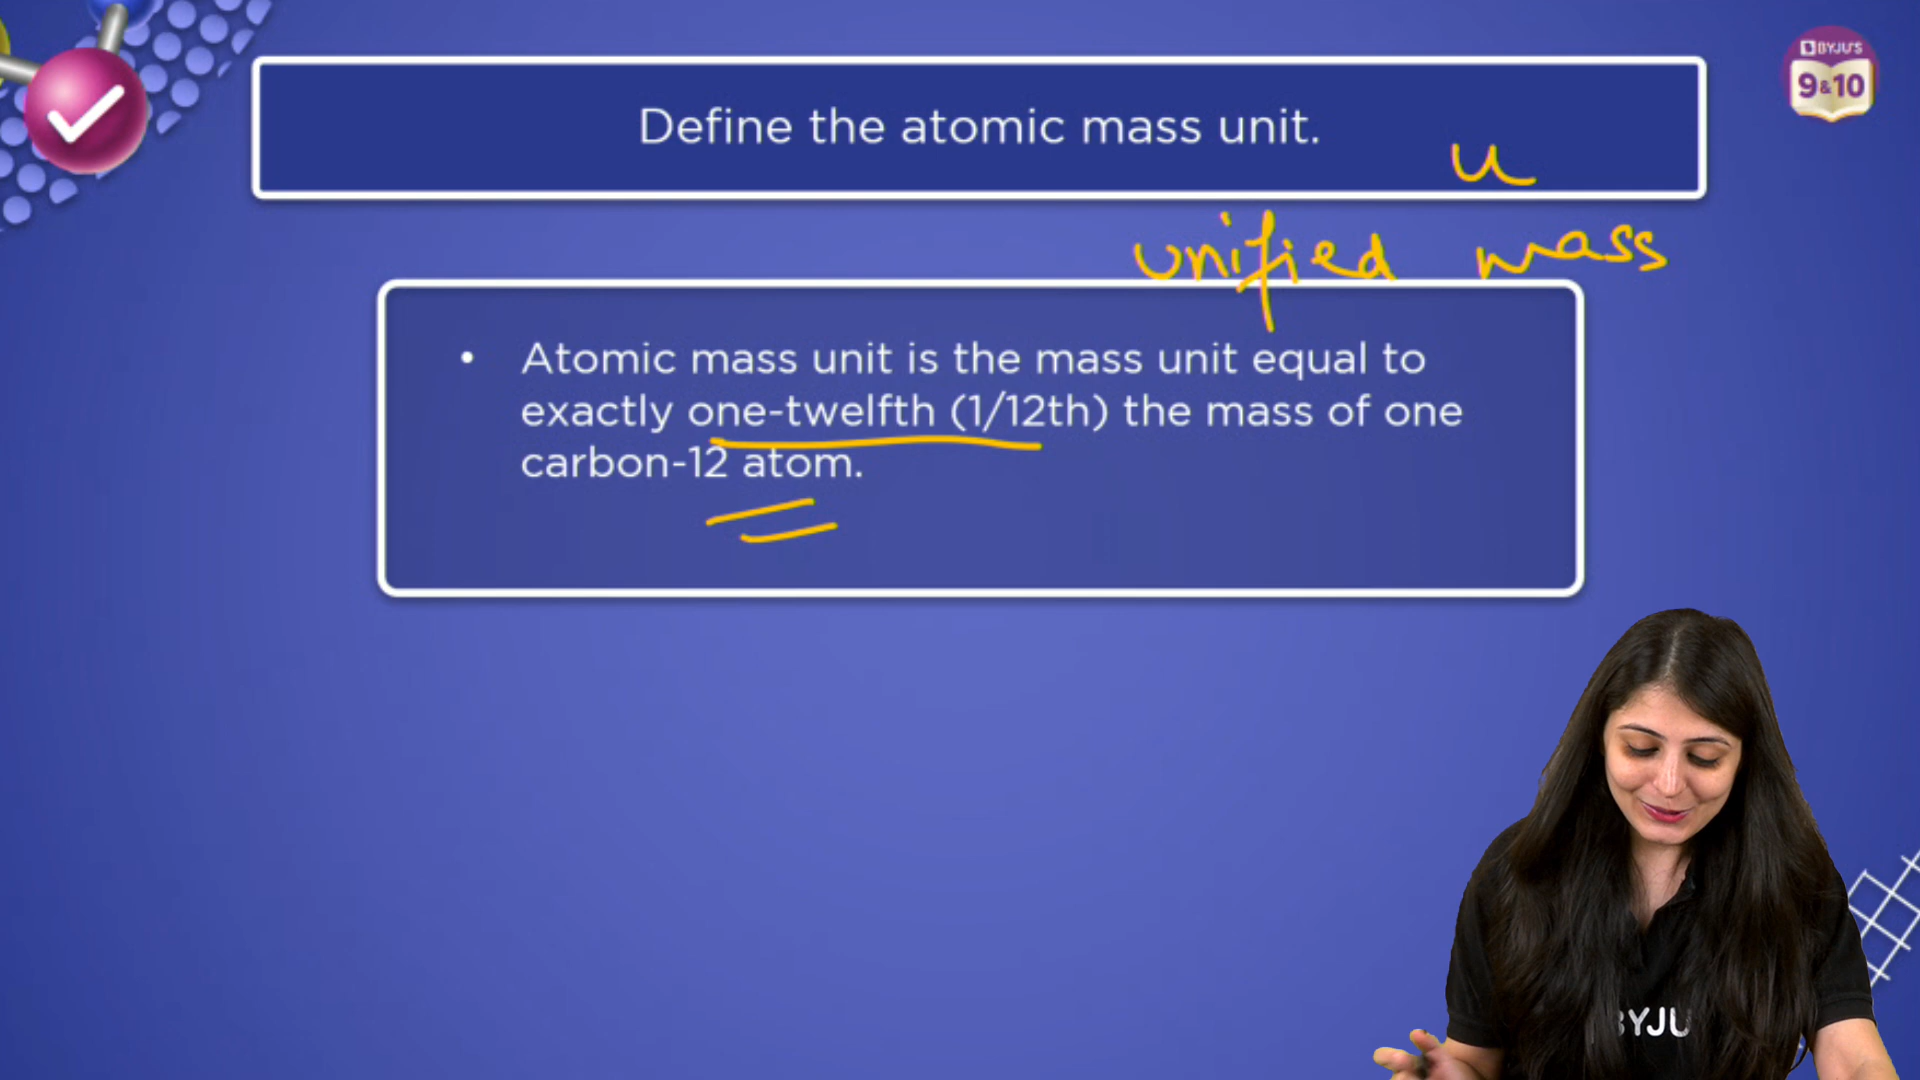 BYJU'S
9&10
Define the atomic mass unit.
u
unified mass
• Atomic mass unit is the mass unit equal to
exactly one-twelfth (1/12th) the mass of one
carbon-12 atom.
BYJU